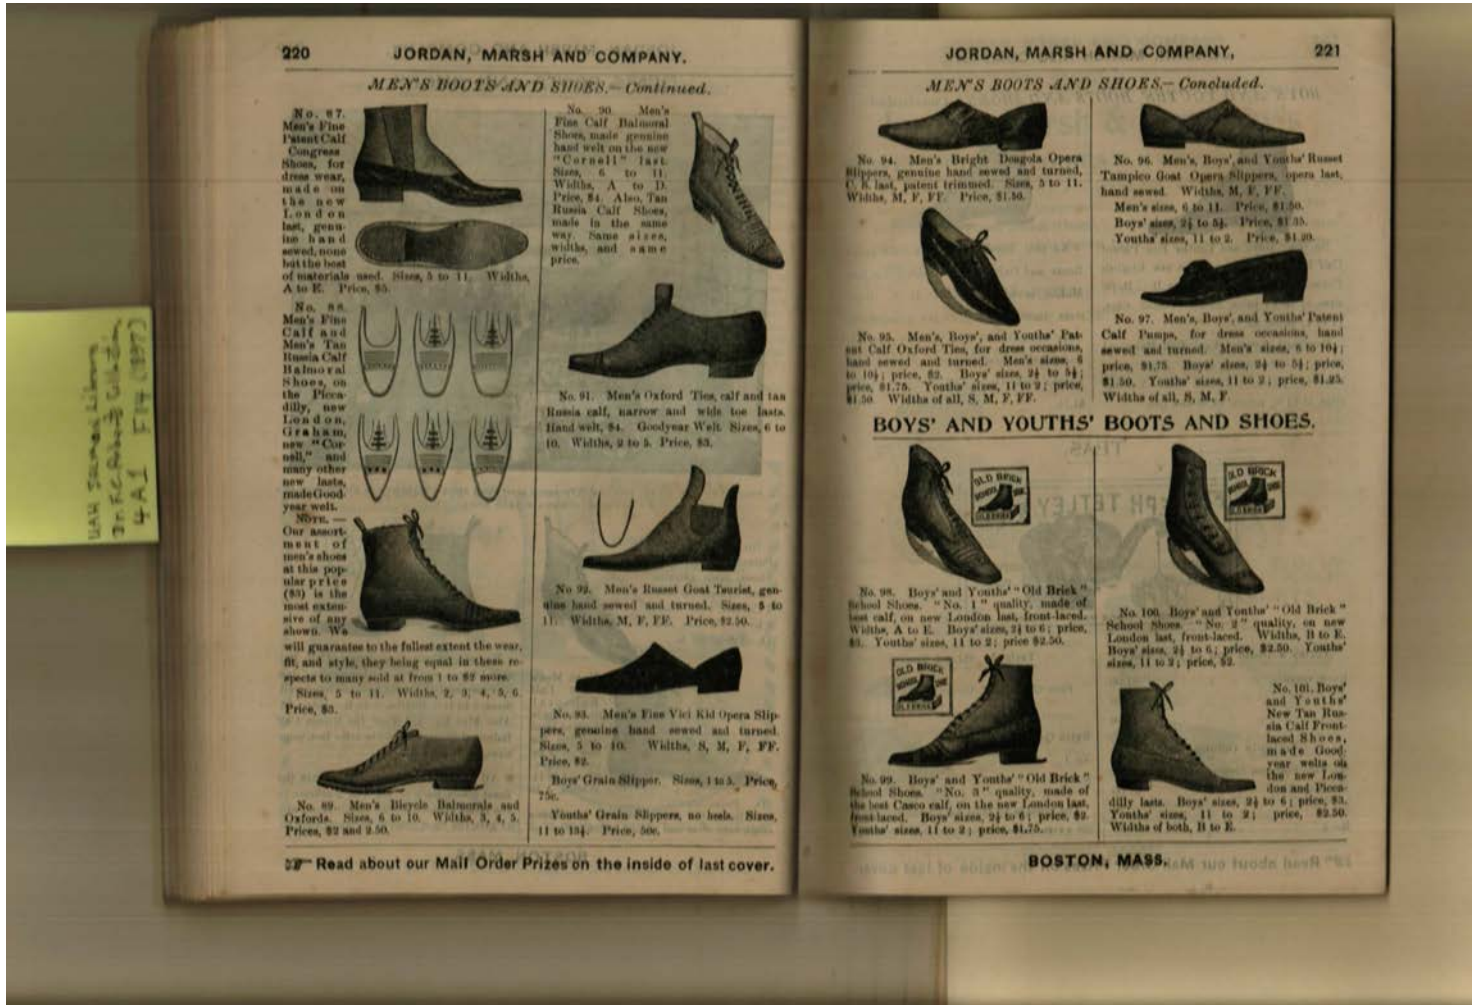 220 JORDAN, MARSH AND COMPANY.
MEN'S BOOTS AND SHOES.—Continued.
No. 87.
Men's Fine
Patent Calf
Congress
Shoes, for
dress wear,
made on
the new
London
last, genu-
ine hand
sewed, none
but the best
of materials used. Sizes, 5 to 11. Widths,
A to E. Price, $5.
No. 88.
Men's Fine
Calf and
Men's Tan
Russia Calf
Balmoral
Shoes, on
the Picca-
dilly, new
London,
Graham,
new "Cor-
nell," and
many other
new lasts,
made Good-
year welt.
NOTE. —
Our assort-
ment of
men's shoes
at this pop-
ular price
($3) is the
most exten-
sive of any
shown. We
will guarantee to the fullest extent the wear,
fit, and style, they being equal in these re-
spects to many sold at from 1 to $2 more.
Sizes, 5 to 11. Widths, 2, 3, 4, 5, 6.
Price, $3.
No. 89. Men's Bicycle Balmorals and
Oxfords. Sizes, 6 to 10. Widths, 3, 4, 5.
Prices, $2 and 2.50.
No. 90. Men's
Fine Calf Balmoral
Shoes, made genuine
hand welt on the new
"Cornell" last.
Sizes, 6 to 11.
Widths, A to D.
Price, $4. Also, Tan
Russia Calf Shoes,
made in the same
way. Same sizes,
widths, and same
price.
No. 91. Men's Oxford Ties, calf and tan
Russia calf, narrow and wide toe lasts.
Hand welt, $4. Goodyear Welt. Sizes, 6 to
10. Widths, 2 to 5. Price, $3.
No 92. Men's Russet Goat Tourist, gen-
uine hand sewed and turned. Sizes, 5 to
11. Widths, M, F, FF. Price, $2.50.
No. 93. Men's Fine Vici Kid Opera Slip-
pers, genuine hand sewed and turned.
Sizes, 5 to 10. Widths, S, M, F, FF.
Price, $2.
Boys' Grain Slipper. Sizes, 1 to 5. Price,
75c.
Youths' Grain Slippers, no heels. Sizes,
11 to 13½. Price, 50c.
☞ Read about our Mail Order Prizes on the inside of last cover.
JORDAN, MARSH AND COMPANY, 221
MEN'S BOOTS AND SHOES.—Concluded.
No. 94. Men's Bright Dongola Opera
Slippers, genuine hand sewed and turned,
last, patent trimmed. Sizes, 5 to 11.
Widths, M, F, FF. Price, $1.50.
No. 95. Men's, Boys', and Youths' Pat-
ent Calf Oxford Ties, for dress occasions,
hand sewed and turned. Men's sizes, 6
to 10½; price, $2. Boys' sizes, 2½ to 5½;
price, $1.75. Youths' sizes, 11 to 2; price,
$1.50. Widths of all, S, M, F, FF.
No. 96. Men's, Boys', and Youths' Russet
Tampico Goat Opera Slippers, opera last,
hand sewed. Widths, M, F, FF.
Men's sizes, 6 to 11. Price, $1.50.
Boys' sizes, 2½ to 5½. Price, $1.35.
Youths' sizes, 11 to 2. Price, $1.20.
No. 97. Men's, Boys', and Youths' Patent
Calf Pumps, for dress occasions, hand
sewed and turned. Men's sizes, 6 to 10½;
price, $1.75. Boys' sizes, 2½ to 5½; price,
$1.50. Youths' sizes, 11 to 2; price, $1.25.
Widths of all, S, M, F.
BOYS' AND YOUTHS' BOOTS AND SHOES.
OLD BRICK
SCHOOL SHOE
OLD BRICK
No. 98. Boys' and Youths' "Old Brick"
School Shoes. "No. 1" quality, made of
best calf, on new London last, front-laced.
Widths, A to E. Boys' sizes, 2½ to 6; price,
$3. Youths' sizes, 11 to 2; price $2.50.
OLD BRICK
SCHOOL SHOE
OLD BRICK
No. 99. Boys' and Youths' "Old Brick"
School Shoes. "No. 3" quality, made of
the best Casco calf, on the new London last,
front-laced. Boys' sizes, 2½ to 6; price, $2.
Youths' sizes, 11 to 2; price, $1.75.
OLD BRICK
SCHOOL SHOE
OLD BRICK
No. 100. Boys' and Youths' "Old Brick"
School Shoes. "No. 2" quality, on new
London last, front-laced. Widths, B to E.
Boys' sizes, 2½ to 6; price, $2.50. Youths'
sizes, 11 to 2; price, $2.
No. 101. Boys'
and Youths'
New Tan Rus-
sia Calf Front-
laced Shoes,
made Good-
year welts on
the new Lon-
don and Picca-
dilly lasts. Boys' sizes, 2½ to 6; price, $3.
Youths' sizes, 11 to 2; price, $2.50.
Widths of both, B to E.
BOSTON, MASS.
UAH Salmon Library
Dr. F.C. Roberts Collection
4A1 F14 (1897)